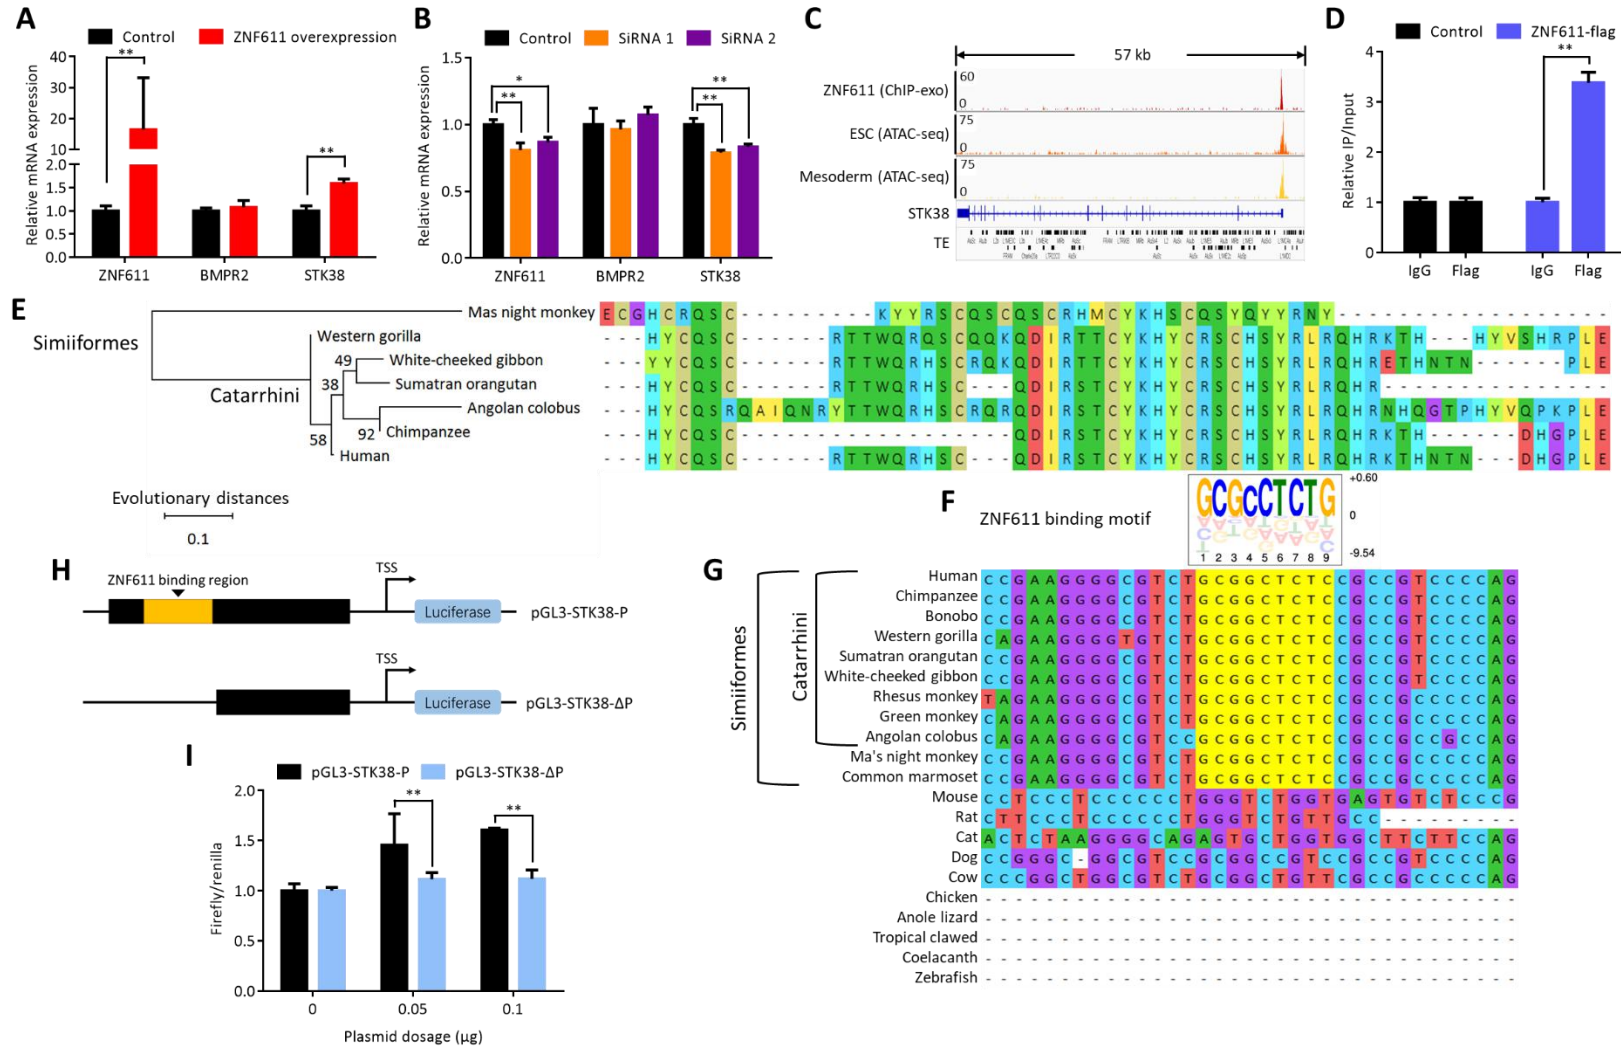 A
Control
ZNF611 overexpression
Relative mRNA expression
40
30
20
10
2.0
1.5
1.0
0.5
0.0
**
**
ZNF611
BMPR2
STK38
B
Control
SiRNA 1
SiRNA 2
Relative mRNA expression
1.5
1.0
0.5
0.0
*
**
**
**
ZNF611
BMPR2
STK38
C
57 kb
ZNF611 (ChIP-exo)
60
0
ESC (ATAC-seq)
75
0
Mesoderm (ATAC-seq)
75
0
STK38
TE
D
Control
ZNF611-flag
Relative IP/Input
4
3
2
1
0
**
IgG
Flag
IgG
Flag
E
Simiiformes
Catarrhini
Mas night monkey
Western gorilla
White-cheeked gibbon
Sumatran orangutan
Angolan colobus
Chimpanzee
Human
49
38
58
92
Evolutionary distances
0.1
E C G H C R Q S C - - - - - - - - - K Y Y R S C Q S C Q S C R H M C Y K H S C Q S Y Q Y Y R N Y
- - - H Y C Q S C - - - - - - R T T W Q R Q S C Q Q K Q D I R T T C Y K H Y C R S C H S Y R L R Q H R K T H - - - H Y V S H R P L E
- - - Y Y C Q S C - - - - - - R T T W Q R H S C R Q K Q D I R S T C Y K H Y C R S C H S Y R L R Q H R E T H N T N - - - - - - P L E
- - - H Y C Q S C - - - - - - R T T W Q R H S C - - - Q D I R S T C Y K H Y C R S C H S Y R L R Q H R - - - - - - - - - - - - - - -
- - - H Y C Q S C R Q A I Q N R Y T T W Q R H S C R Q R Q D I R S T C Y K H Y C R S C H S Y R L R Q H R N H Q G T P H Y V Q P K P L E
- - - H Y C Q S C - - - - - - - - - - - - - - - - - - Q D I R S T C Y K H Y C R S C H S Y R L R Q H R K T H - - - - - - D H G P L E
- - - H Y C Q S C - - - - - - R T T W Q R H S C - - - Q D I R S T C Y K H Y C R S C H S Y R L R Q H R K T H N T N - - - D H G P L E
F
ZNF611 binding motif
GCGCCTCTG
1 2 3 4 5 6 7 8 9
+0.60
0
-9.54
G
Simiiformes
Catarrhini
Human C C G A A G G G G C G T C T G C G G C T C T C C G C C G T C C C C A G
Chimpanzee C C G A A G G G G C G T C T G C G G C T C T C C G C C G T C C C C A G
Bonobo C C G A A G G G G C G T C T G C G G C T C T C C G C C G T C C C C A G
Western gorilla C A G A A G G G G T G T C T G C G G C T C T C C G C C G T C C C C A G
Sumatran orangutan C C G A A G G G G C G T C T G C G G C T C T C C G C C G T C C C C A G
White-cheeked gibbon C C G A A G G G G C G T C T G C G G C T C T C C G C C G T C C C C A G
Rhesus monkey T A G A A G G G G C G T C T G C G G C T C T C C G C C G C C C C C A G
Green monkey C A G A A G G G G C G T C T G C G G C T C T C C G C C G C C C C C A G
Angolan colobus C A G A A G G G G C G T C C G C G G C T C T C C G C C G C C G C C A G
Ma's night monkey C C G A A G G G G C G T C T G C G G C T C T C C G C C G C C C C C A G
Common marmoset C C G A A G G G G C G T C T G C G G C T C T C C G C C G C C C C C A G
Mouse C C T C C C T C C C C C C T G G G T C T G G T G A G T G T C T C C C G
Rat C T T C C C T C C C C C C T G G G T C T G T T G C C - - - - - - - - -
Cat A C T C T A A G G G G C A G A G T G C T G G T G G C T T C T T C C A G
Dog C C G G G C - G G C G T C C G C G G C C G T C C G C C G T C C C C A G
Cow C C C G G C T G G C G T C T G C G G C T G T T C G C C G C C C C C A G
Chicken
Anole lizard
Tropical clawed
Coelacanth
Zebrafish
H
ZNF611 binding region
TSS
Luciferase
pGL3-STK38-P
TSS
Luciferase
pGL3-STK38-ΔP
I
pGL3-STK38-P
pGL3-STK38-ΔP
Firefly/renilla
2.0
1.5
1.0
0.5
0.0
**
**
0
0.05
0.1
Plasmid dosage (μg)